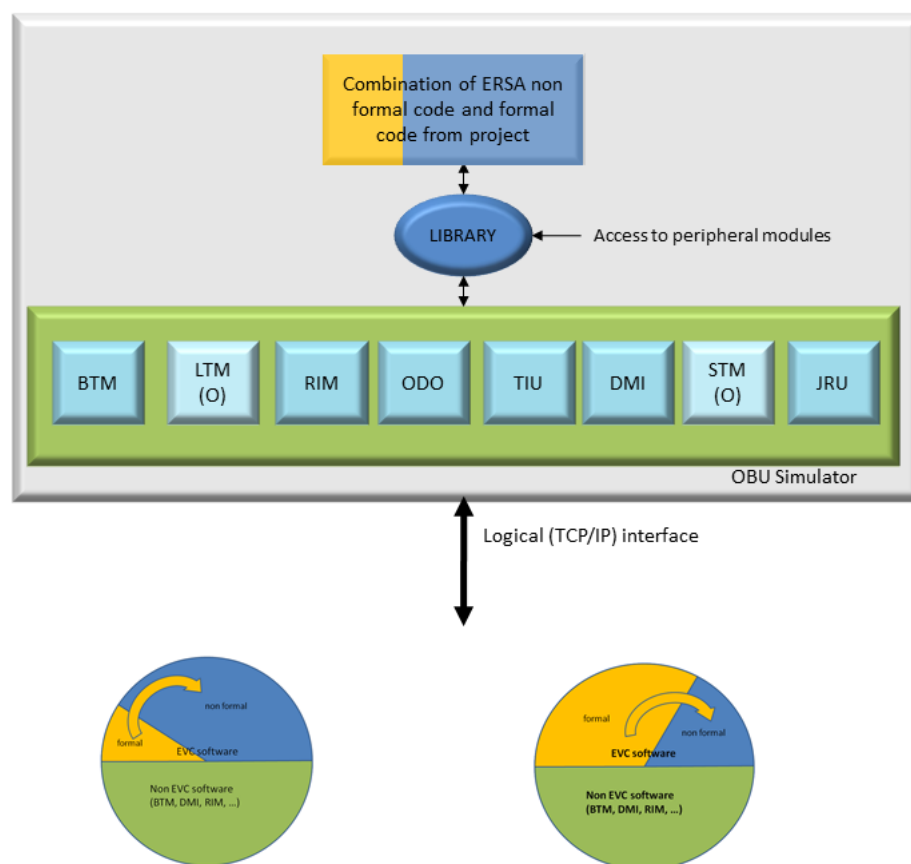 Combination of ERSA non
formal code and formal
code from project
LIBRARY
Access to peripheral modules
BTM
LTM
(O)
RIM
ODO
TIU
DMI
STM
(O)
JRU
OBU Simulator
Logical (TCP/IP) interface
non formal
formal
EVC software
Non EVC software
(BTM, DMI, RIM, ...)
formal
non formal
EVC software
Non EVC software
(BTM, DMI, RIM, ...)